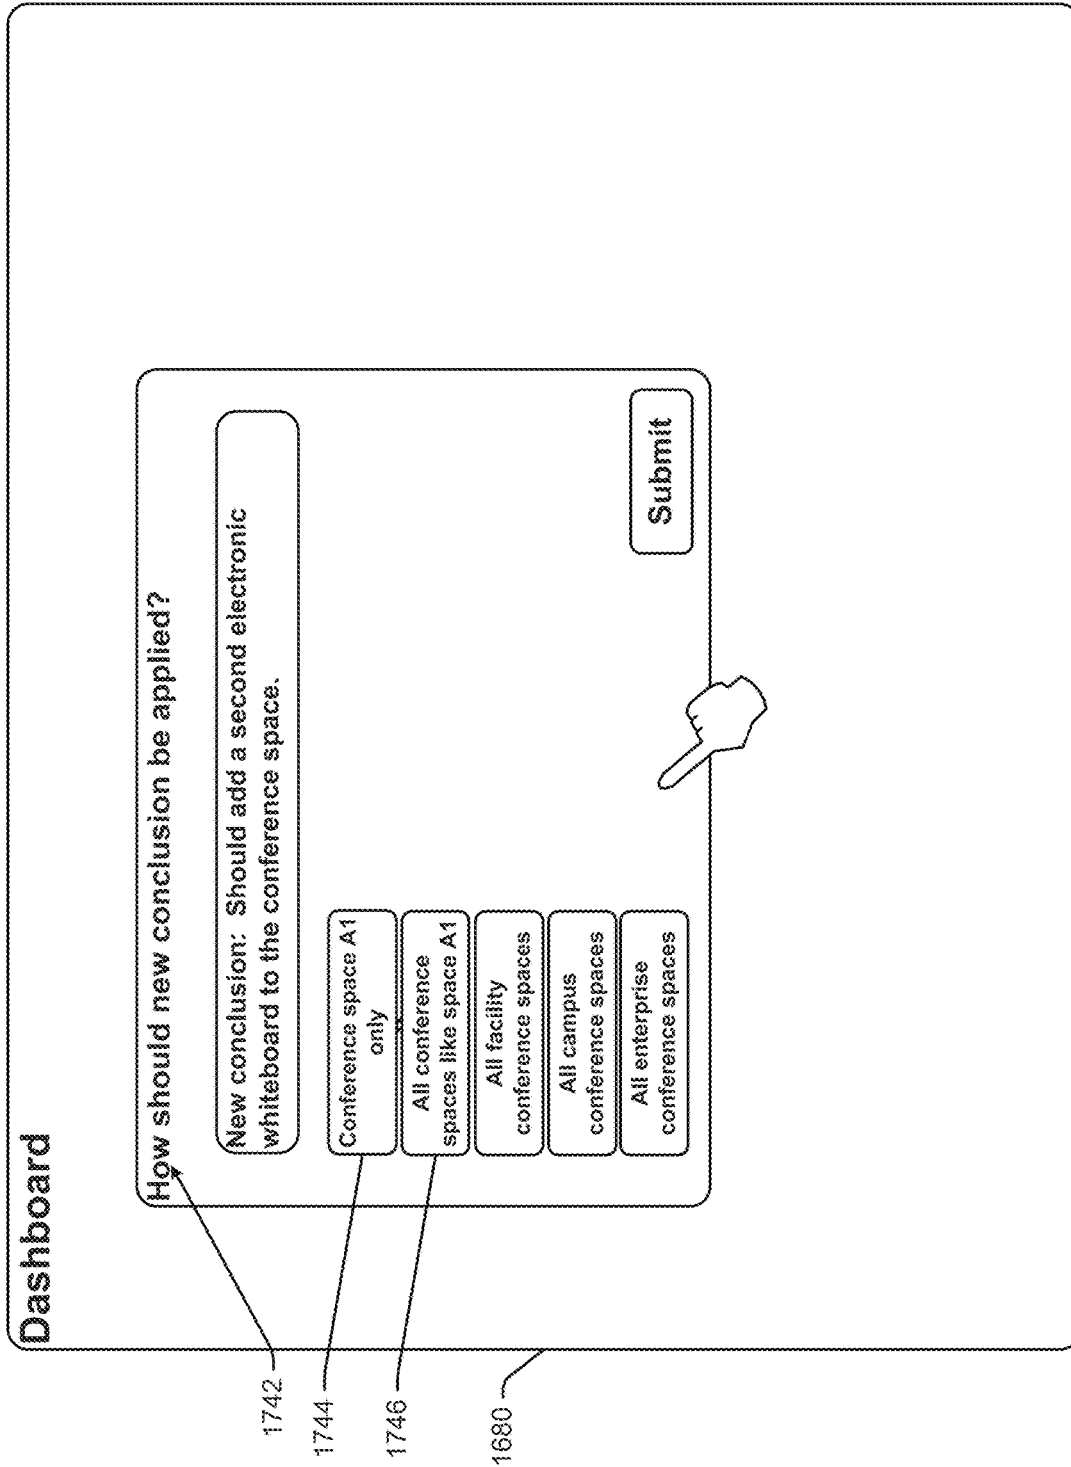 Dashboard
How should new conclusion be applied?
New conclusion: Should add a second electronic
whiteboard to the conference space.
Conference space A1
only
All conference
spaces like space A1
All facility
conference spaces
All campus
conference spaces
All enterprise
conference spaces
Submit
1742
1744
1746
1680